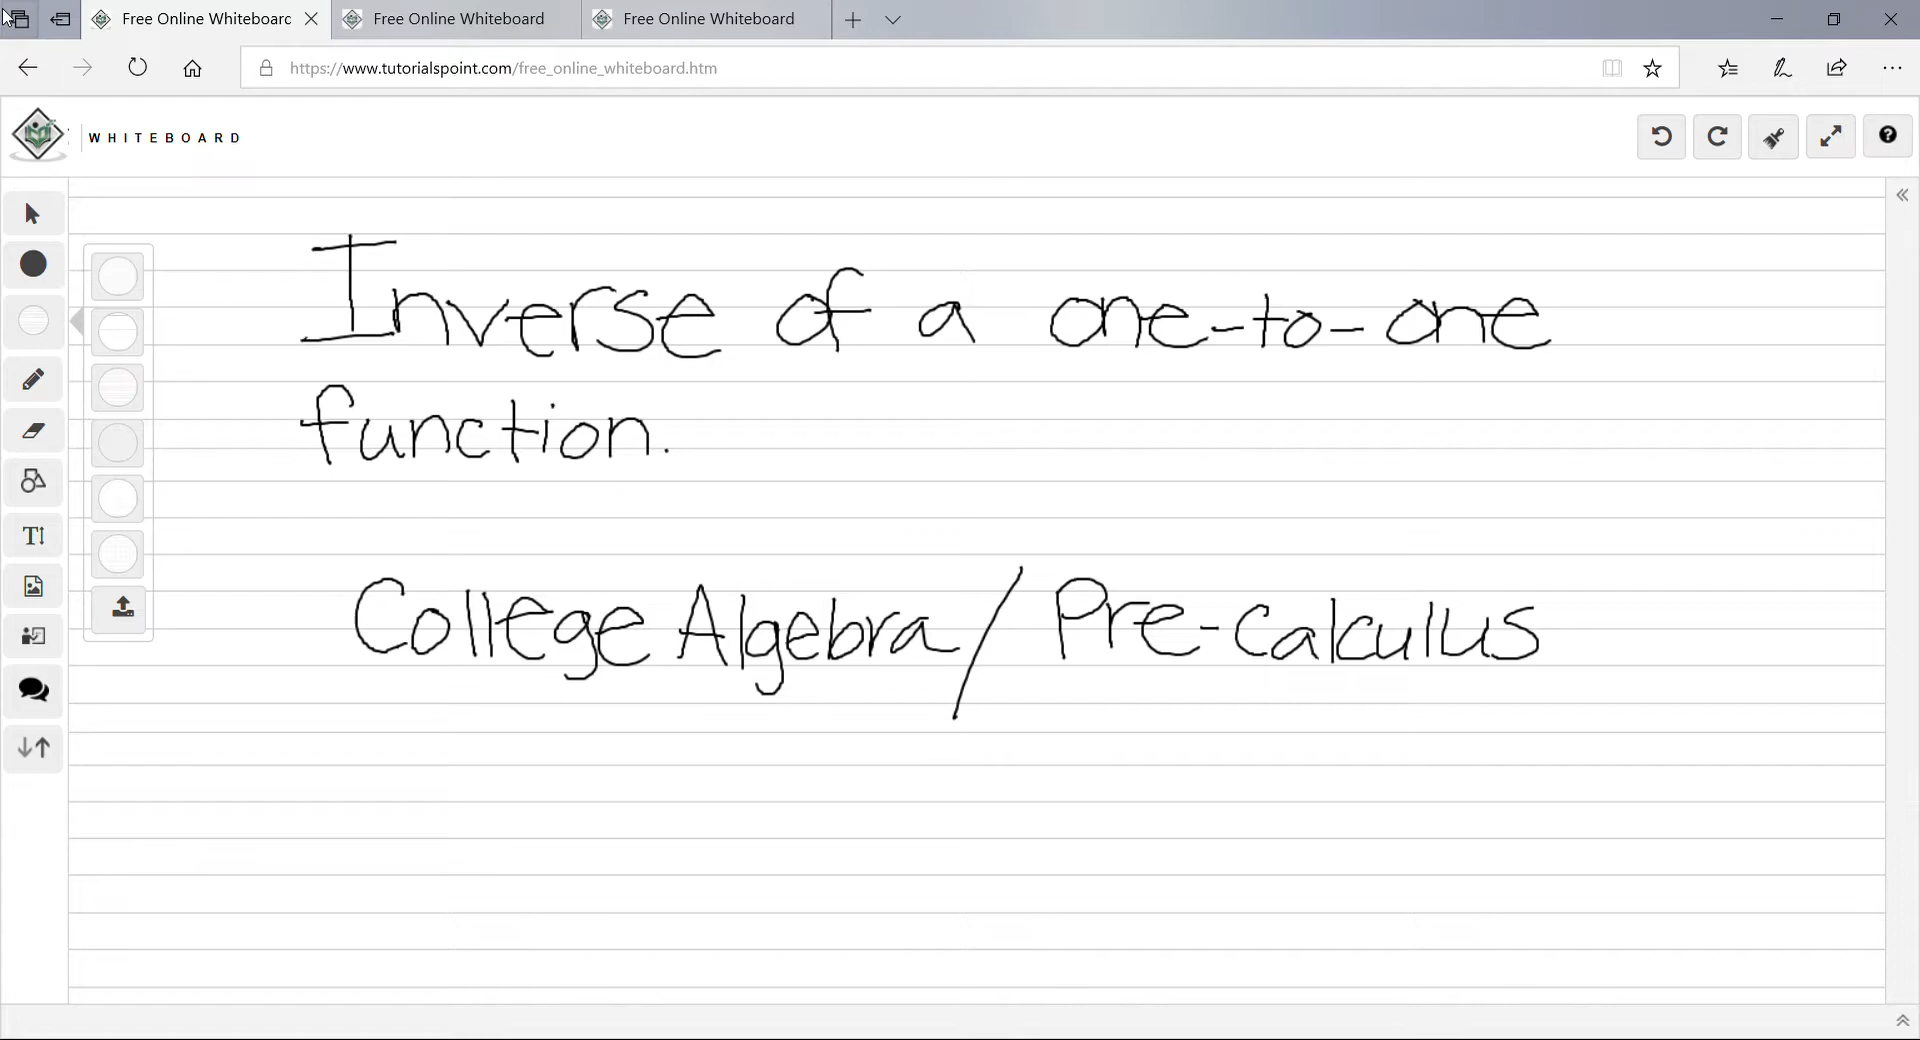 Free Online Whiteboarc
Free Online Whiteboard
Free Online Whiteboard
https://www.tutorialspoint.com/free_online_whiteboard.htm
WHITEBOARD
Inverse of a one-to-one
function.
College Algebra / Pre-calculus